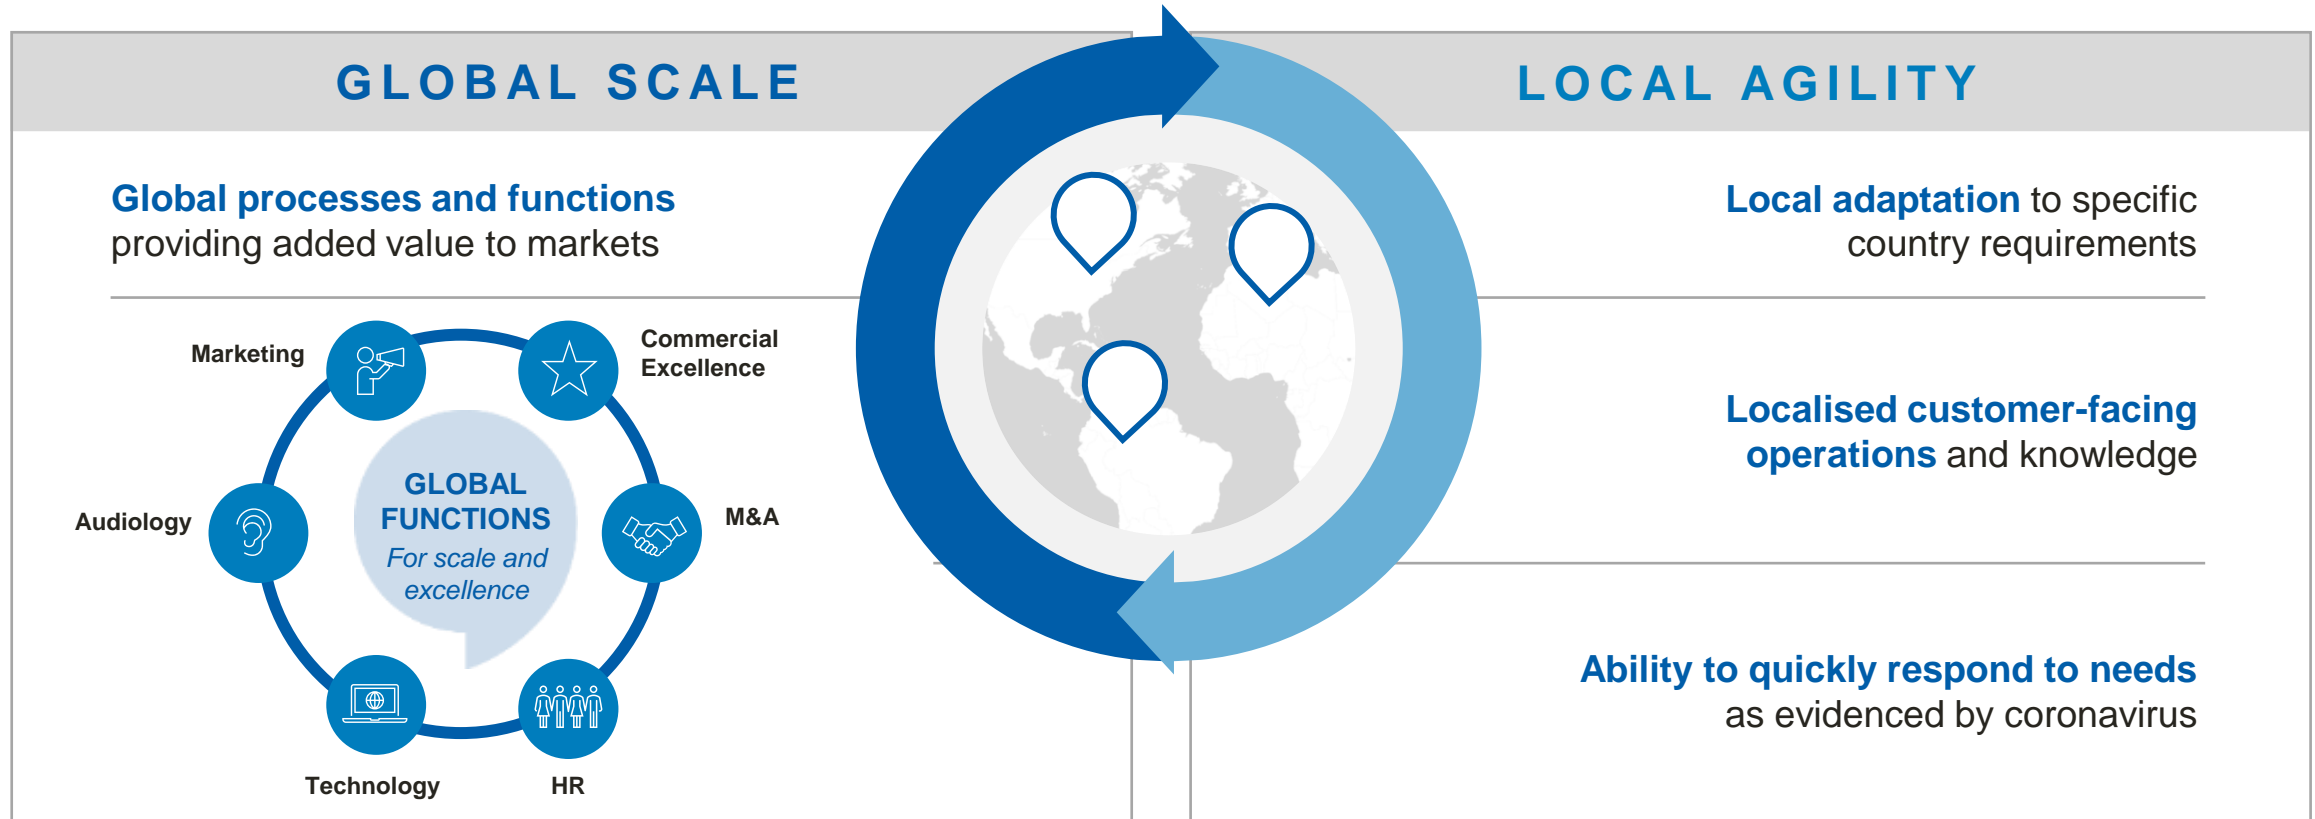 GLOBAL SCALE
Global processes and functions
providing added value to markets
Marketing
Commercial
Excellence
Audiology
M&A
GLOBAL
FUNCTIONS
For scale and
excellence
Technology
HR
LOCAL AGILITY
Local adaptation to specific
country requirements
Localised customer-facing
operations and knowledge
Ability to quickly respond to needs
as evidenced by coronavirus